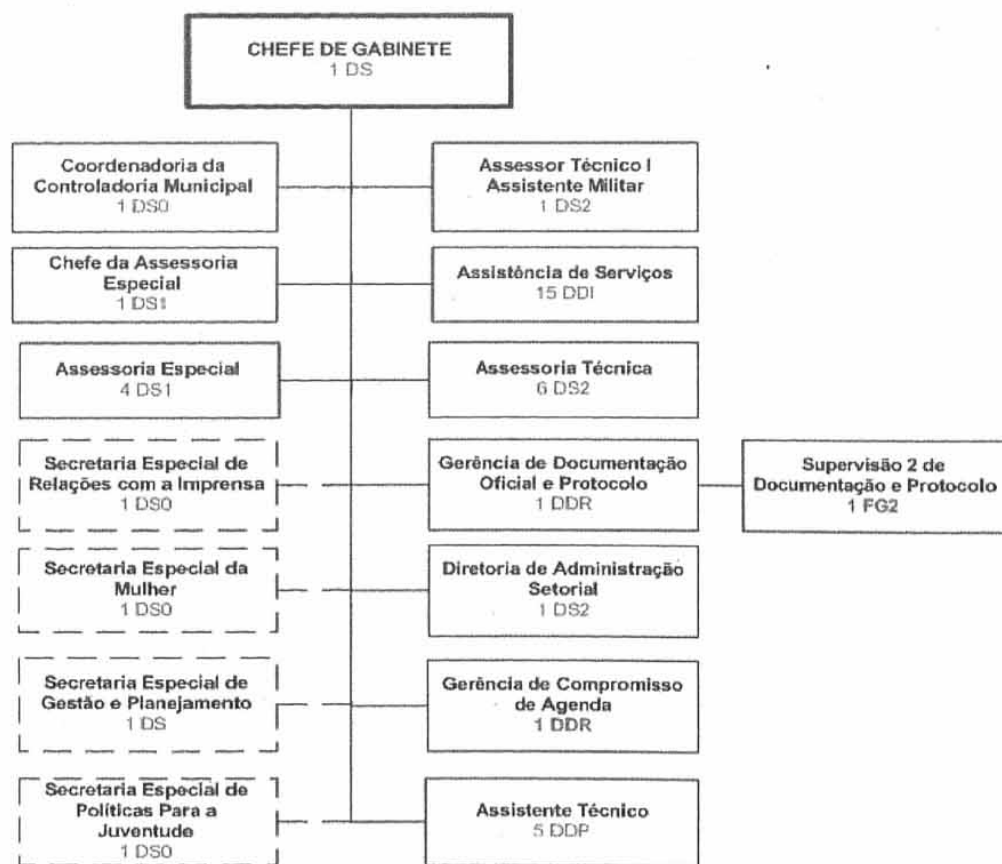 CHEFE DE GABINETE
1 DS
Coordenadoria da
Controladoria Municipal
1 DS0
Assessor Técnico I
Assistente Militar
1 DS2
Chefe da Assessoria
Especial
1 DS1
Assistência de Serviços
15 DDI
Assessoria Especial
4 DS1
Assessoria Técnica
6 DS2
Secretaria Especial de
Relações com a Imprensa
1 DS0
Gerência de Documentação
Oficial e Protocolo
1 DDR
Supervisão 2 de
Documentação e Protocolo
1 FG2
Secretaria Especial da
Mulher
1 DS0
Diretoria de Administração
Setorial
1 DS2
Secretaria Especial de
Gestão e Planejamento
1 DS
Gerência de Compromisso
de Agenda
1 DDR
Secretaria Especial de
Políticas Para a
Juventude
1 DS0
Assistente Técnico
5 DDP